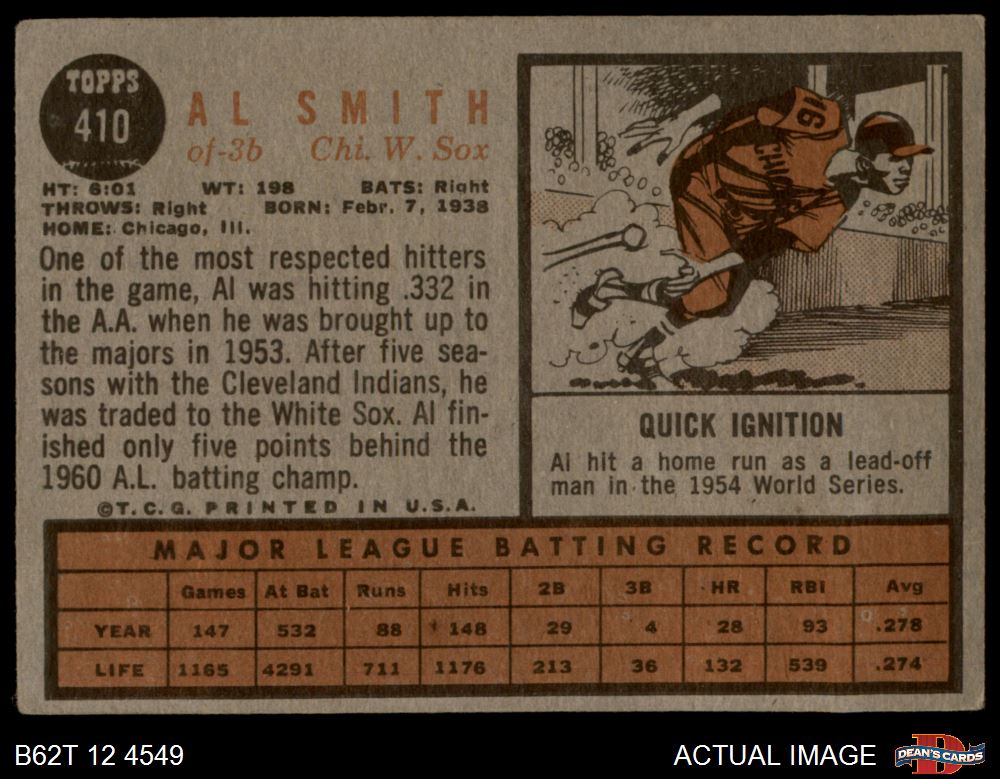 TOPPS
410
AL SMITH
of-3b Chi. W. Sox
HT: 6:01 WT: 198 BATS: Right
THROWS: Right BORN: Febr. 7, 1938
HOME: Chicago, Ill.
One of the most respected hitters
in the game, Al was hitting .332 in
the A.A. when he was brought up to
the majors in 1953. After five sea-
sons with the Cleveland Indians, he
was traded to the White Sox. Al fin-
ished only five points behind the
1960 A.L. batting champ.
©T.C.G. PRINTED IN U.S.A.
16
CHI
QUICK IGNITION
Al hit a home run as a lead-off
man in the 1954 World Series.
MAJOR LEAGUE BATTING RECORD
Games At Bat Runs Hits 2B 3B HR RBI Avg
YEAR 147 532 88 148 29 4 28 93 .278
LIFE 1165 4291 711 1176 213 36 132 539 .274
B62T 12 4549
ACTUAL IMAGE
DEAN'S CARDS